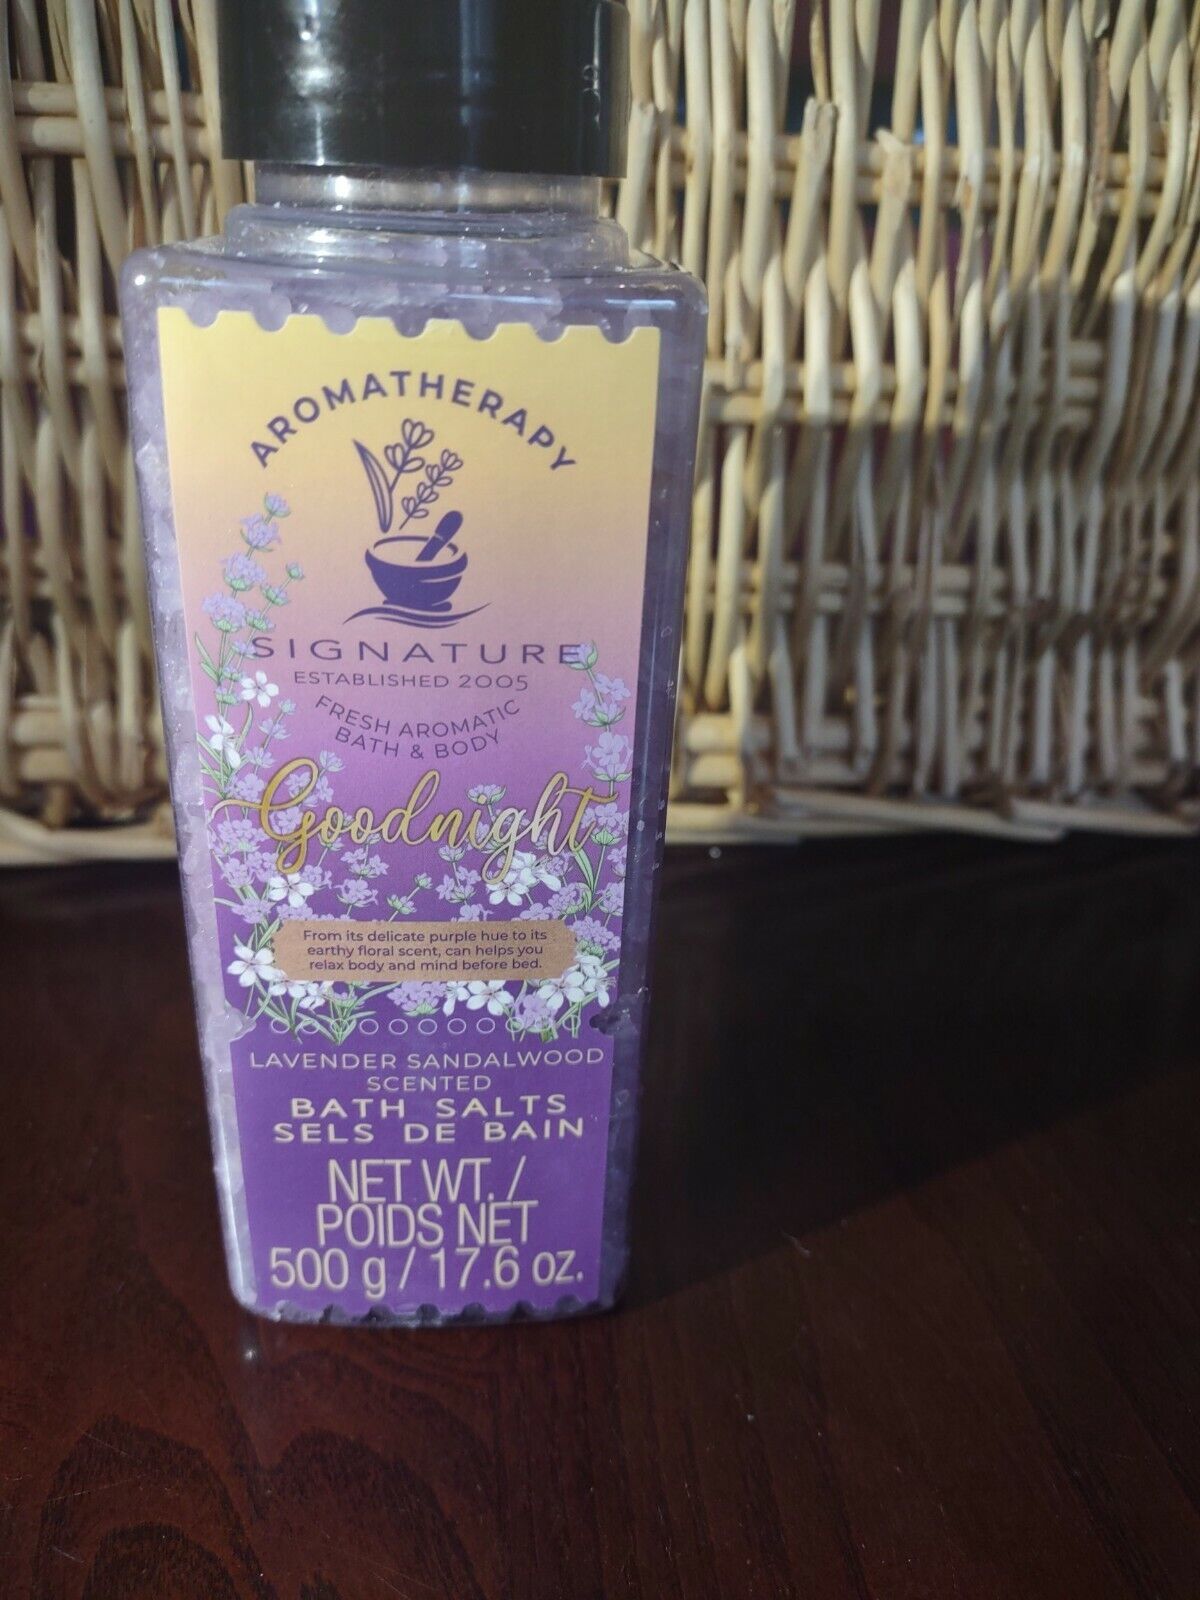 AROMATHERAPY
SIGNATURE
ESTABLISHED 2005
FRESH AROMATIC
BATH & BODY
Goodnight
From its delicate purple hue to its
earthy floral scent, can helps you
relax body and mind before bed.
LAVENDER SANDALWOOD
SCENTED
BATH SALTS
SELS DE BAIN
NET WT. /
POIDS NET
500 g / 17.6 oz.